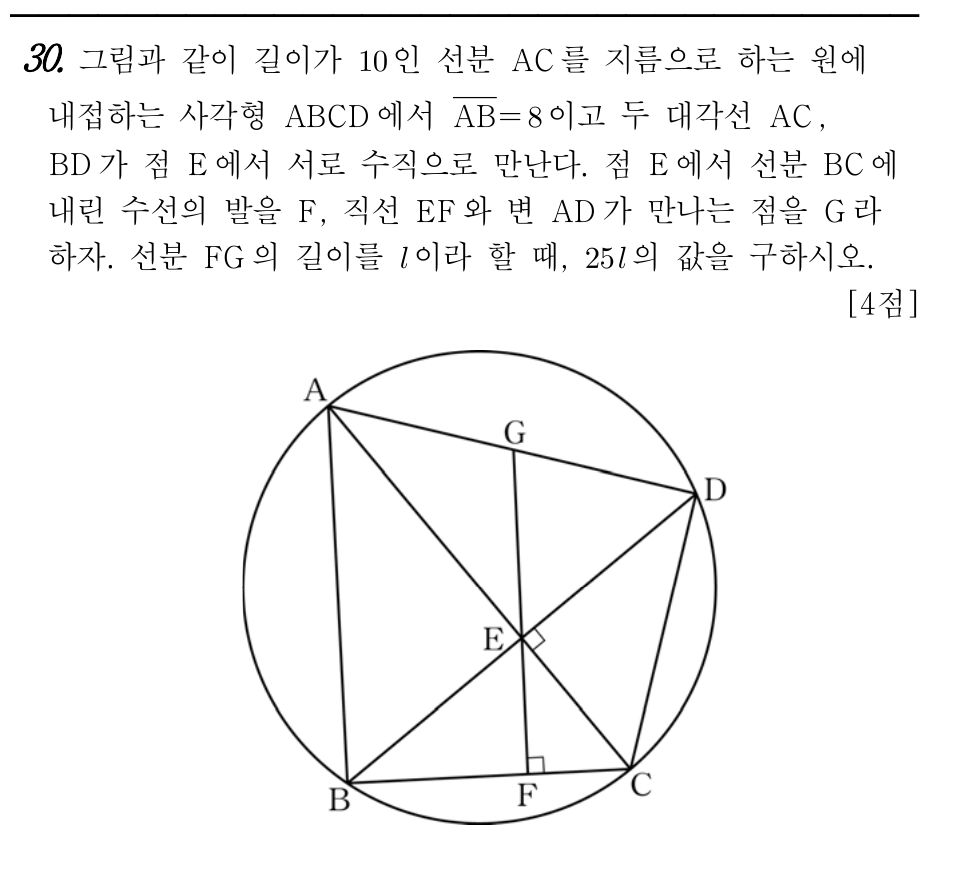 30. 그림과 같이 길이가 10인 선분 AC를 지름으로 하는 원에
내접하는 사각형 ABCD에서 \overline{AB}=8이고 두 대각선 AC,
BD가 점 E에서 서로 수직으로 만난다. 점 E에서 선분 BC에
내린 수선의 발을 F, 직선 EF와 변 AD가 만나는 점을 G라
하자. 선분 FG의 길이를 l이라 할 때, 25l의 값을 구하시오.
[4점]
A
G
D
E
B
F
C